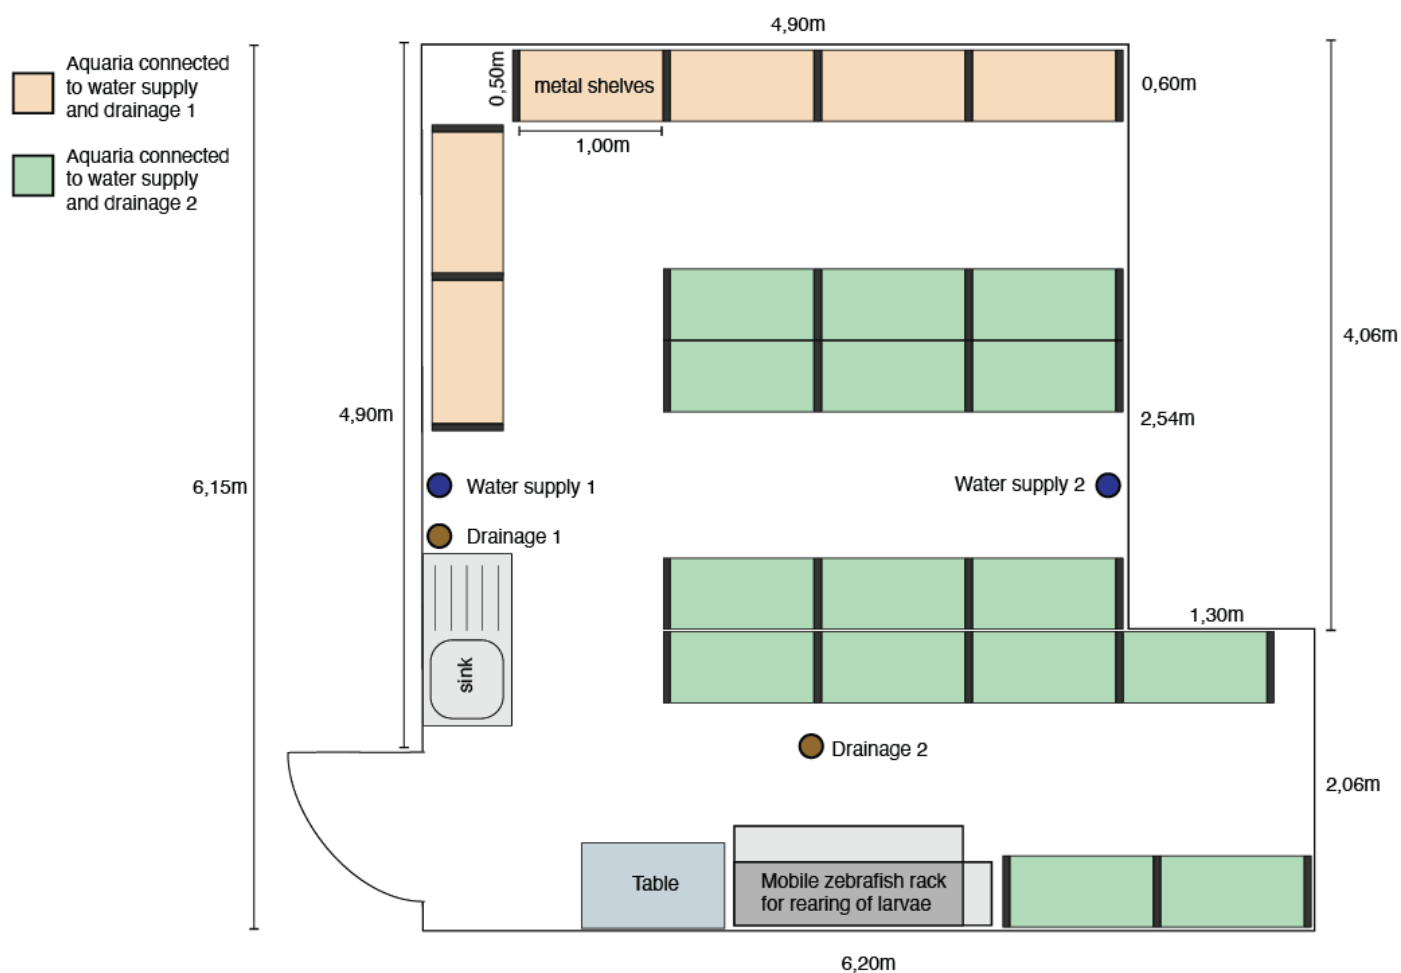 4,90m
Aquaria connected
to water supply
and drainage 1
0,50m
metal shelves
0,60m
1,00m
Aquaria connected
to water supply
and drainage 2
4,06m
4,90m
2,54m
6,15m
Water supply 1
Water supply 2
Drainage 1
1,30m
sink
Drainage 2
2,06m
Table
Mobile zebrafish rack
for rearing of larvae
6,20m